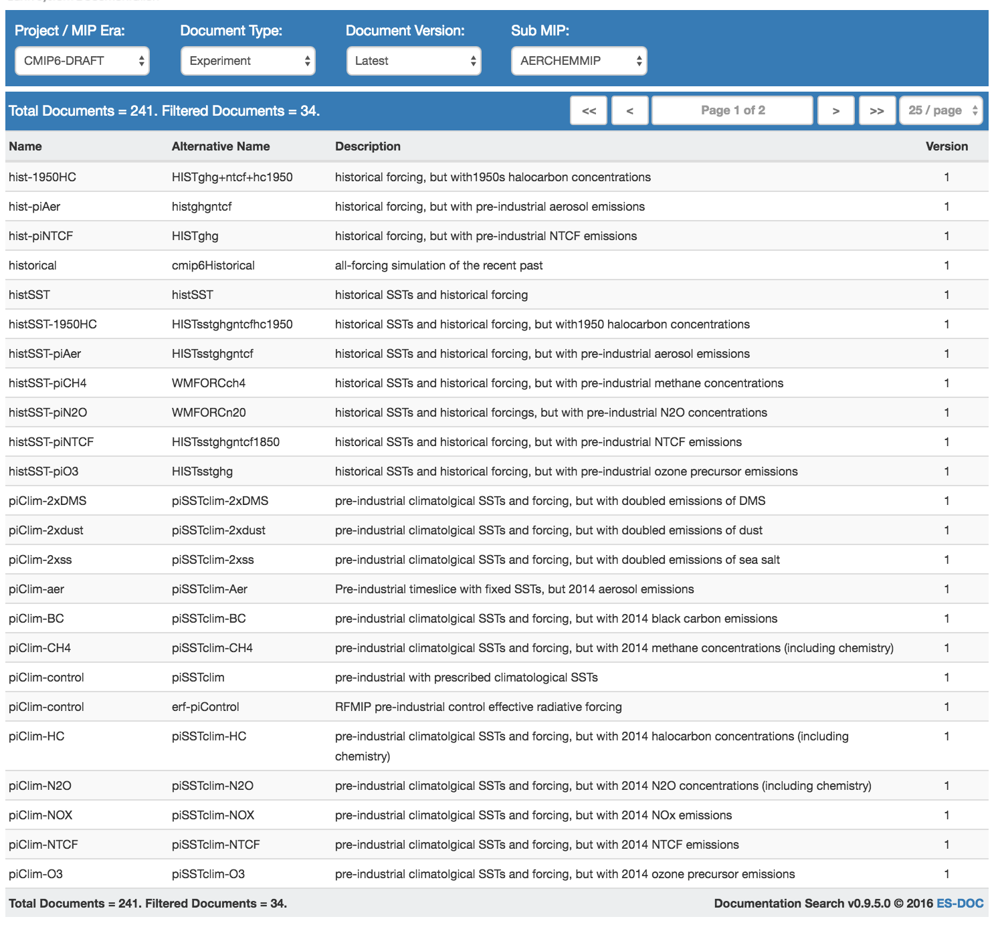 Project / MIP Era: Document Type: Document Version: Sub MIP:
CMIP6-DRAFT Experiment Latest AERCHEMMIP
Total Documents = 241. Filtered Documents = 34. << < Page 1 of 2 > >> 25 / page
Name Alternative Name Description Version
hist-1950HC HISTghg+ntcf+hc1950 historical forcing, but with1950s halocarbon concentrations 1
hist-piAer histghgntcf historical forcing, but with pre-industrial aerosol emissions 1
hist-piNTCF HISTghg historical forcing, but with pre-industrial NTCF emissions 1
historical cmip6Historical all-forcing simulation of the recent past 1
histSST histSST historical SSTs and historical forcing 1
histSST-1950HC HISTsstghgntcfhc1950 historical SSTs and historical forcing, but with1950 halocarbon concentrations 1
histSST-piAer HISTsstghgntcf historical SSTs and historical forcing, but with pre-industrial aerosol emissions 1
histSST-piCH4 WMFORCch4 historical SSTs and historical forcing, but with pre-industrial methane concentrations 1
histSST-piN2O WMFORCn20 historical SSTs and historical forcings, but with pre-industrial N2O concentrations 1
histSST-piNTCF HISTsstghgntcf1850 historical SSTs and historical forcing, but with pre-industrial NTCF emissions 1
histSST-piO3 HISTsstghg historical SSTs and historical forcing, but with pre-industrial ozone precursor emissions 1
piClim-2xDMS piSSTclim-2xDMS pre-industrial climatolgical SSTs and forcing, but with doubled emissions of DMS 1
piClim-2xdust piSSTclim-2xdust pre-industrial climatolgical SSTs and forcing, but with doubled emissions of dust 1
piClim-2xss piSSTclim-2xss pre-industrial climatolgical SSTs and forcing, but with doubled emissions of sea salt 1
piClim-aer piSSTclim-Aer Pre-industrial timeslice with fixed SSTs, but 2014 aerosol emissions 1
piClim-BC piSSTclim-BC pre-industrial climatolgical SSTs and forcing, but with 2014 black carbon emissions 1
piClim-CH4 piSSTclim-CH4 pre-industrial climatolgical SSTs and forcing, but with 2014 methane concentrations (including chemistry) 1
piClim-control piSSTclim pre-industrial with prescribed climatological SSTs 1
piClim-control erf-piControl RFMIP pre-industrial control effective radiative forcing 1
piClim-HC piSSTclim-HC pre-industrial climatolgical SSTs and forcing, but with 2014 halocarbon concentrations (including 1
chemistry)
piClim-N2O piSSTclim-N2O pre-industrial climatolgical SSTs and forcing, but with 2014 N2O concentrations (including chemistry) 1
piClim-NOX piSSTclim-NOX pre-industrial climatolgical SSTs and forcing, but with 2014 NOx emissions 1
piClim-NTCF piSSTclim-NTCF pre-industrial climatolgical SSTs and forcing, but with 2014 NTCF emissions 1
piClim-O3 piSSTclim-O3 pre-industrial climatolgical SSTs and forcing, but with 2014 ozone precursor emissions 1
Total Documents = 241. Filtered Documents = 34. Documentation Search v0.9.5.0 © 2016 ES-DOC